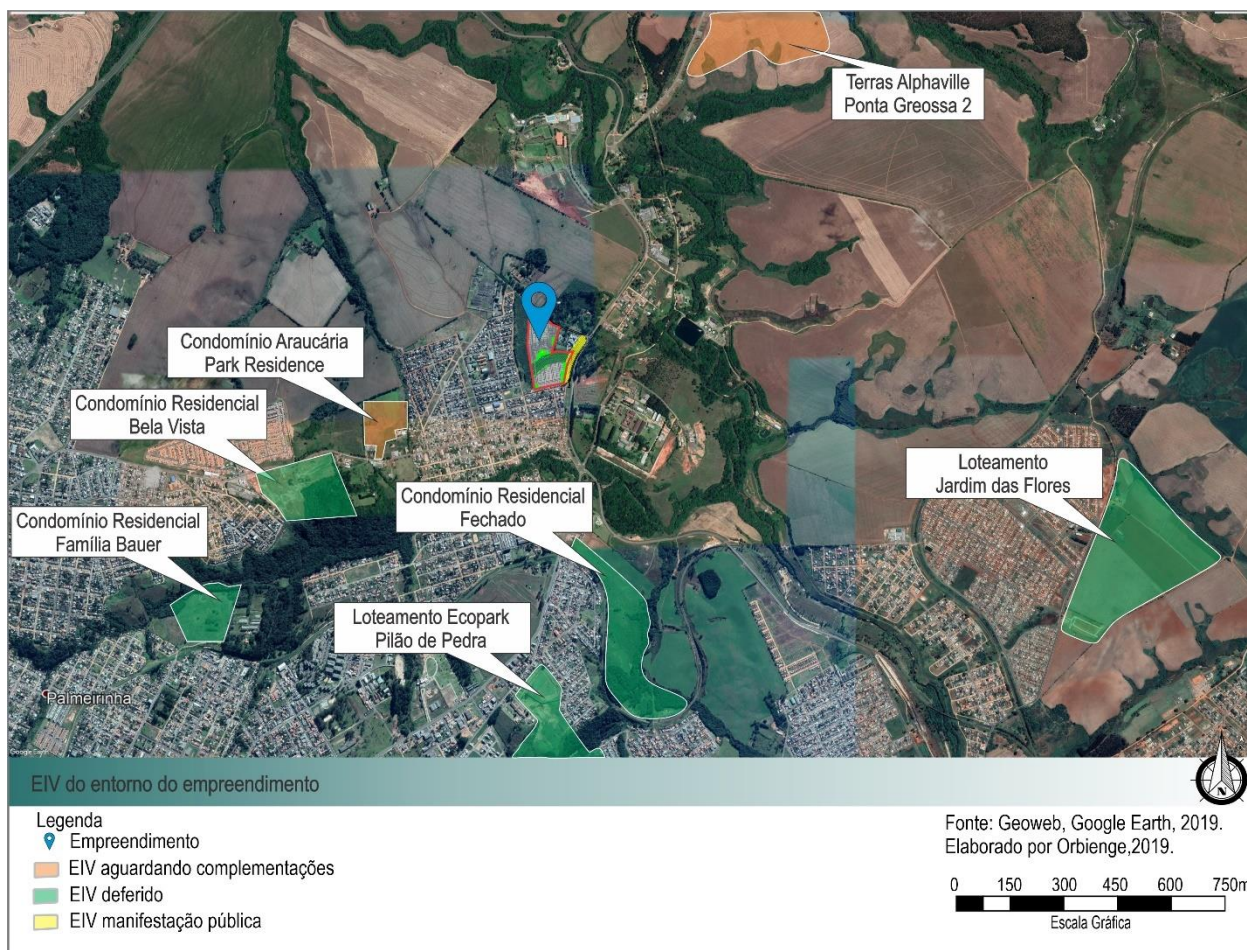 Terras Alphaville
Ponta Greossa 2
Condomínio Araucária
Park Residence
Condomínio Residencial
Bela Vista
Condomínio Residencial
Fechado
Loteamento
Jardim das Flores
Condomínio Residencial
Família Bauer
Loteamento Ecopark
Pilão de Pedra
Palmeirinha
Google Earth
EIV do entorno do empreendimento
N
Legenda
Empreendimento
EIV aguardando complementações
EIV deferido
EIV manifestação pública
Fonte: Geoweb, Google Earth, 2019.
Elaborado por Orbienge,2019.
0 150 300 450 600 750m
Escala Gráfica